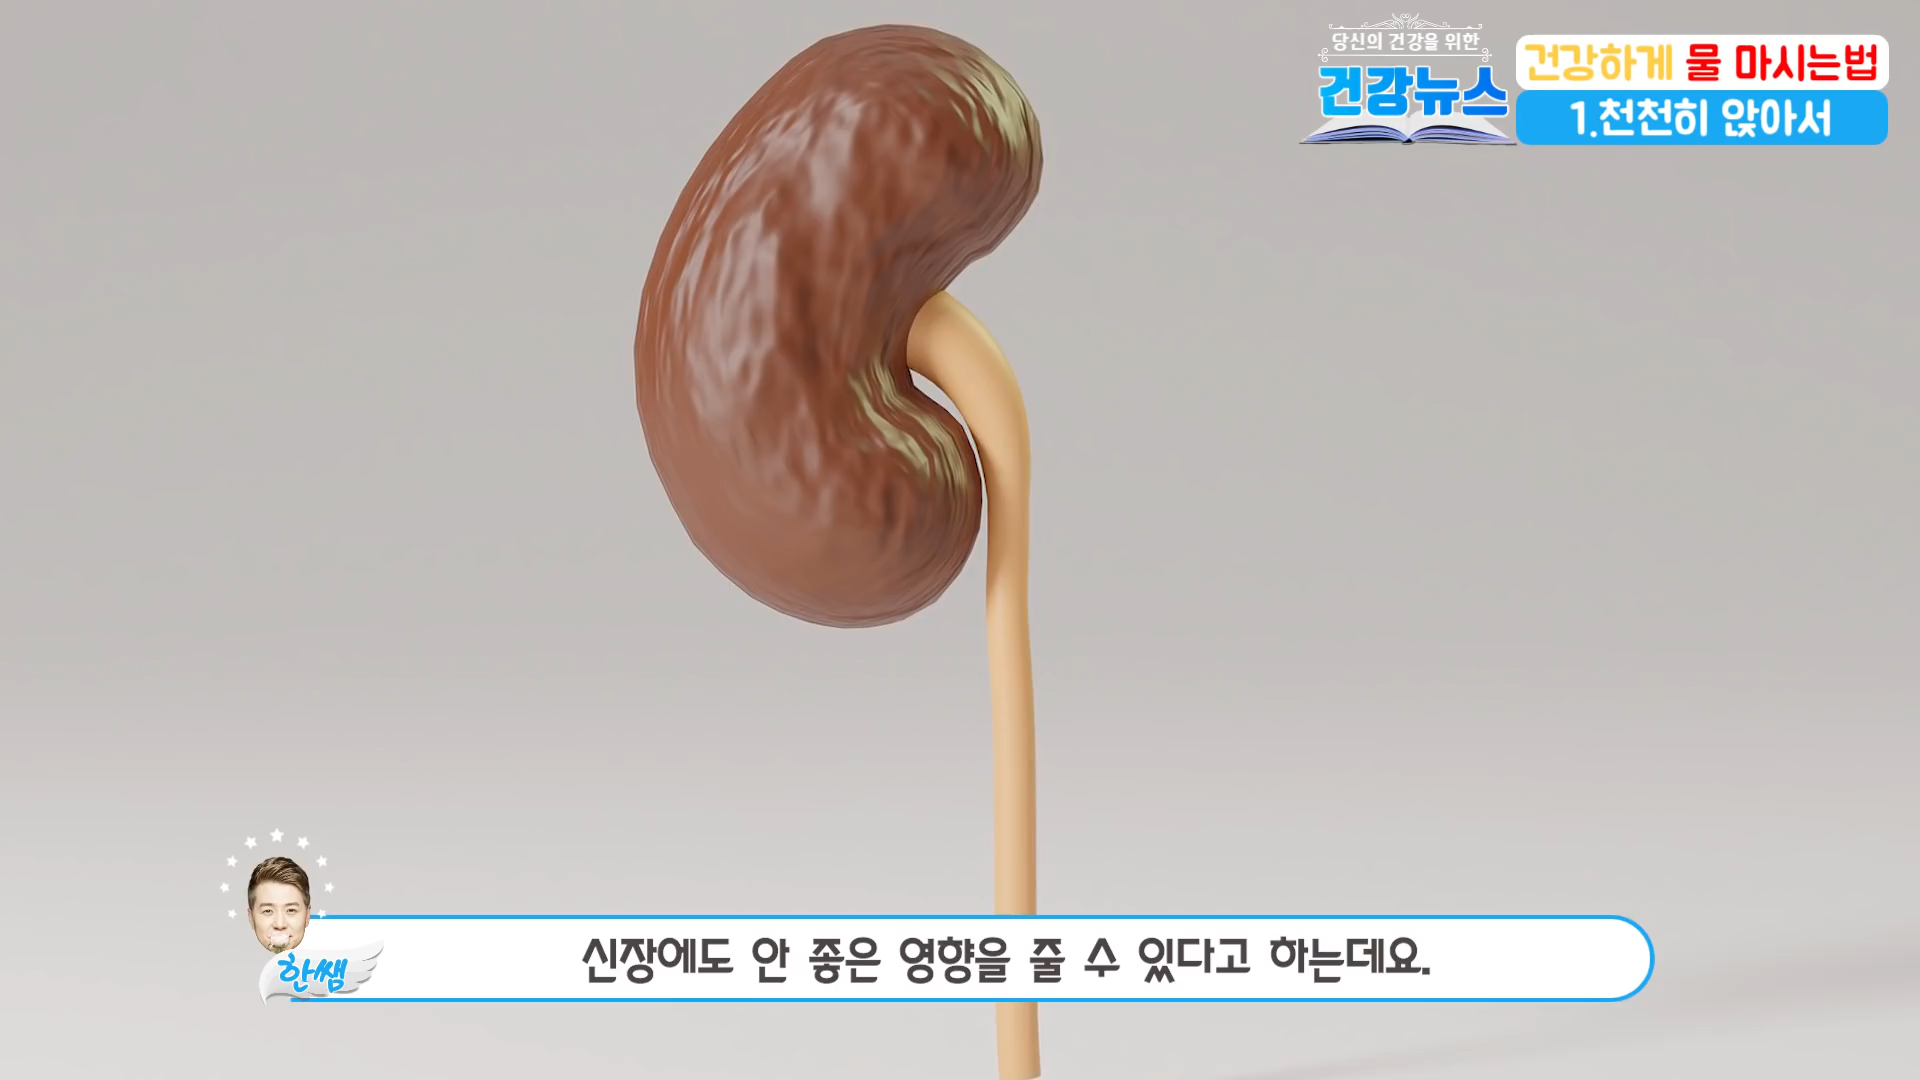 당신의 건강을 위한
건강뉴스
건강하게 물 마시는법
1.천천히 앉아서
한쌤
신장에도 안 좋은 영향을 줄 수 있다고 하는데요.